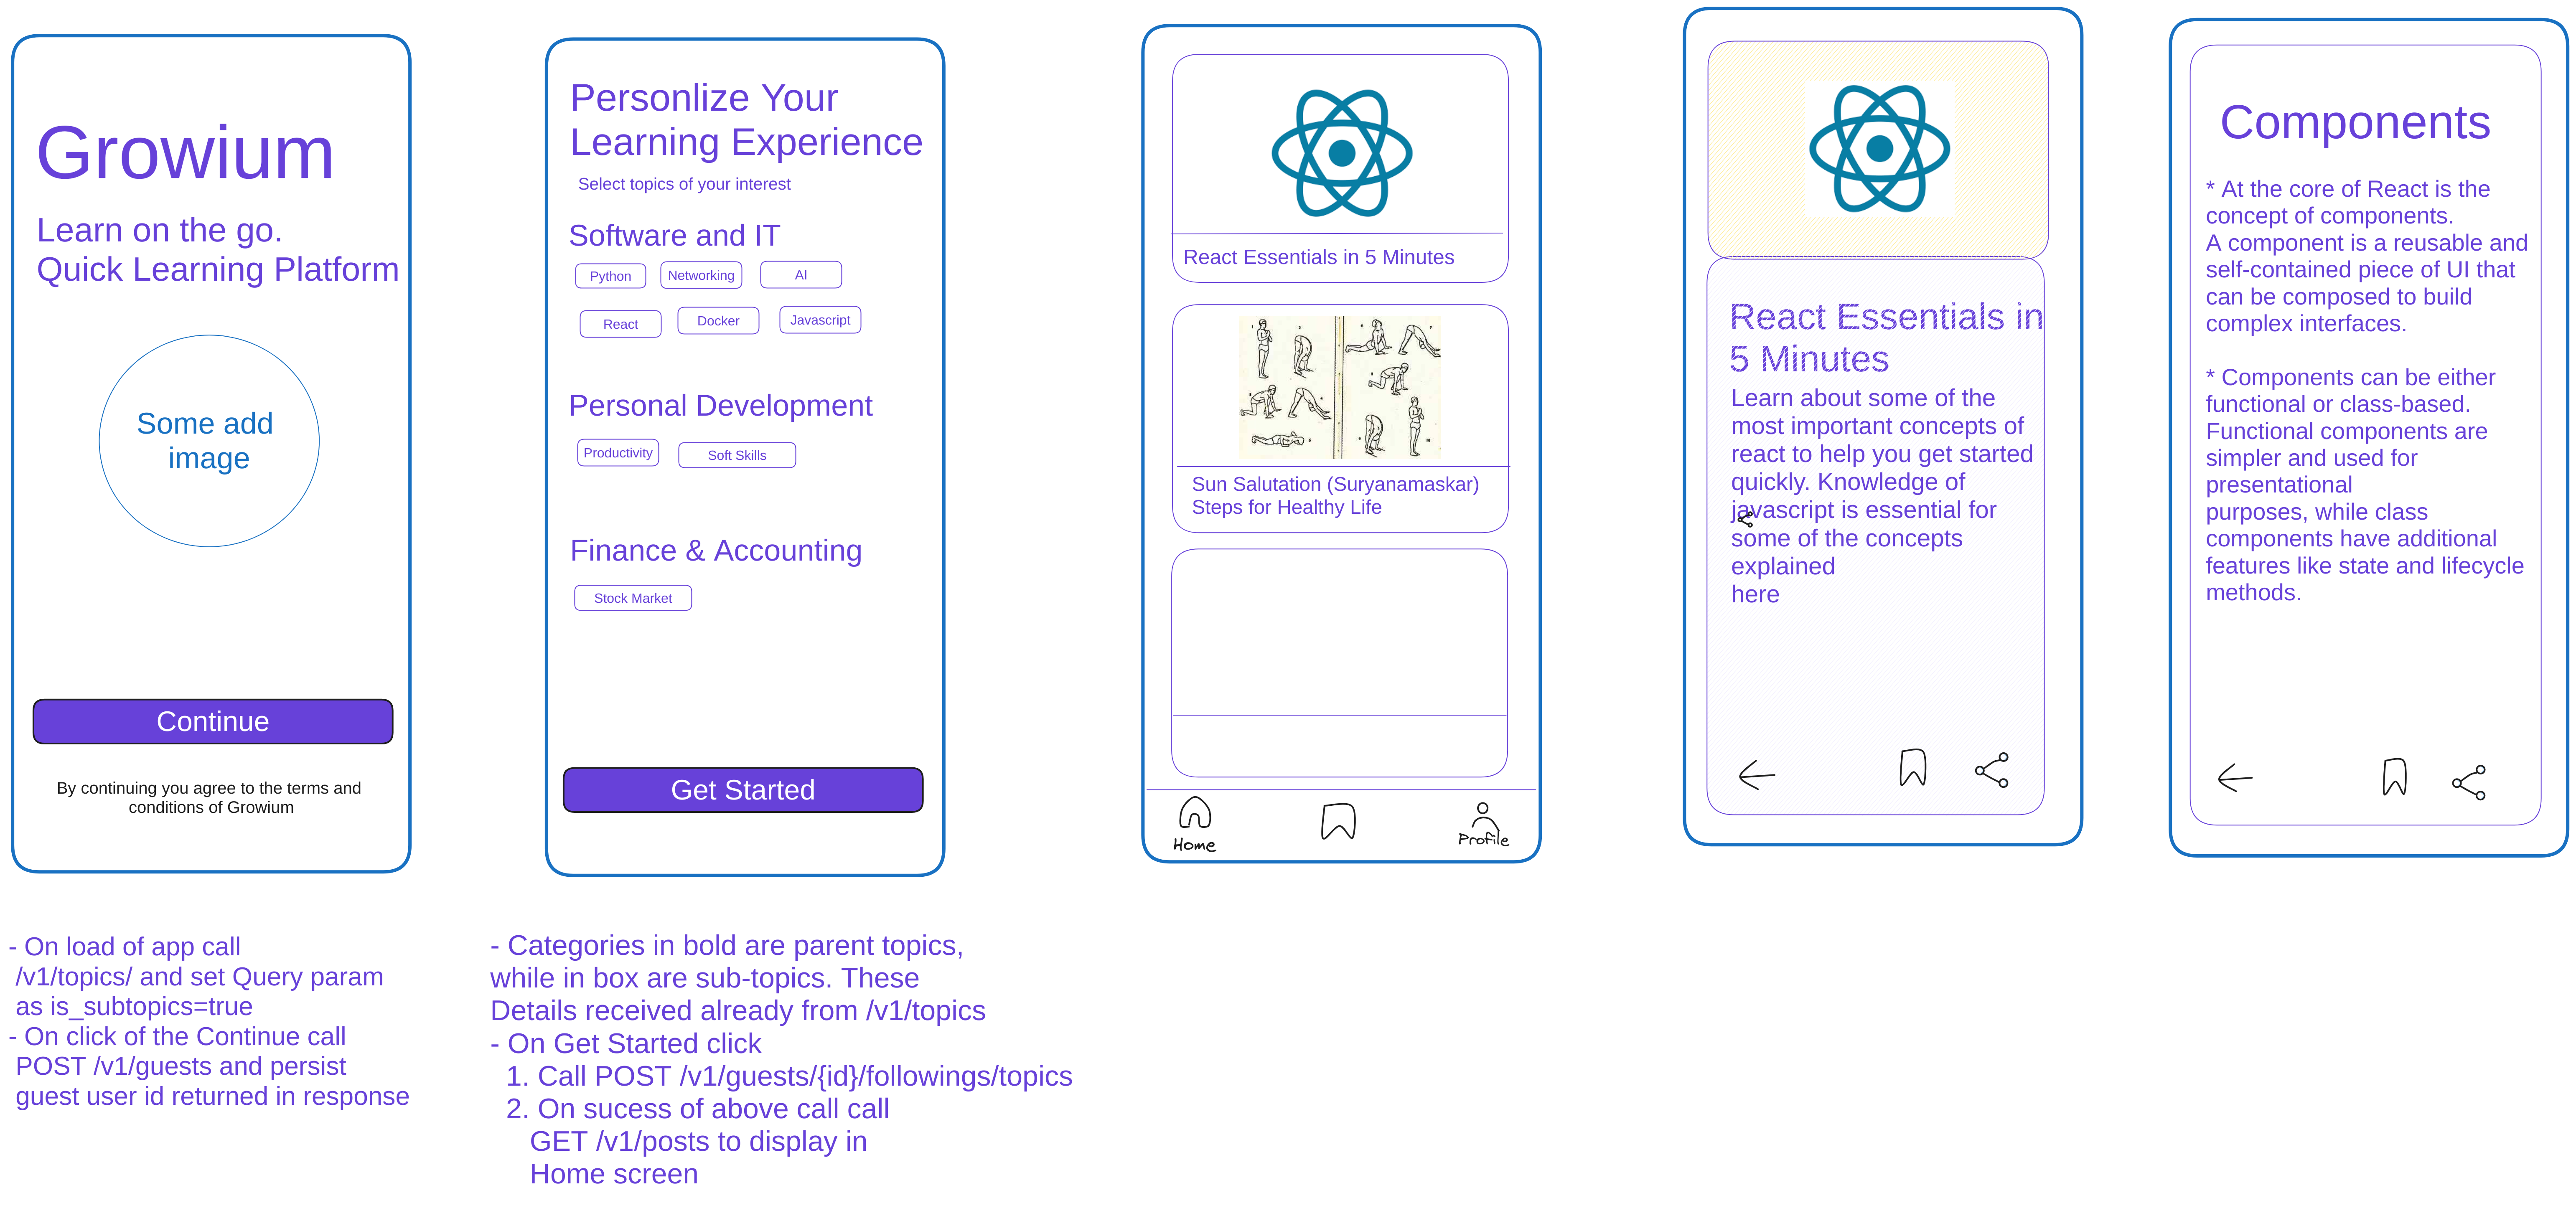 Growium
Learn on the go.
Quick Learning Platform
Some add
image
Continue
By continuing you agree to the terms and
conditions of Growium
- On load of app call
/v1/topics/ and set Query param
as is_subtopics=true
- On click of the Continue call
POST /v1/guests and persist
guest user id returned in response
Personlize Your
Learning Experience
Select topics of your interest
Software and IT
Python Networking AI
React Docker Javascript
Personal Development
Productivity Soft Skills
Finance & Accounting
Stock Market
Get Started
- Categories in bold are parent topics,
while in box are sub-topics. These
Details received already from /v1/topics
- On Get Started click
1. Call POST /v1/guests/{id}/followings/topics
2. On sucess of above call call
GET /v1/posts to display in
Home screen
React Essentials in 5 Minutes
Sun Salutation (Suryanamaskar)
Steps for Healthy Life
Home Profile
React Essentials in
5 Minutes
Learn about some of the
most important concepts of
react to help you get started
quickly. Knowledge of
javascript is essential for
some of the concepts
explained
here
Components
* At the core of React is the
concept of components.
A component is a reusable and
self-contained piece of UI that
can be composed to build
complex interfaces.
* Components can be either
functional or class-based.
Functional components are
simpler and used for
presentational
purposes, while class
components have additional
features like state and lifecycle
methods.